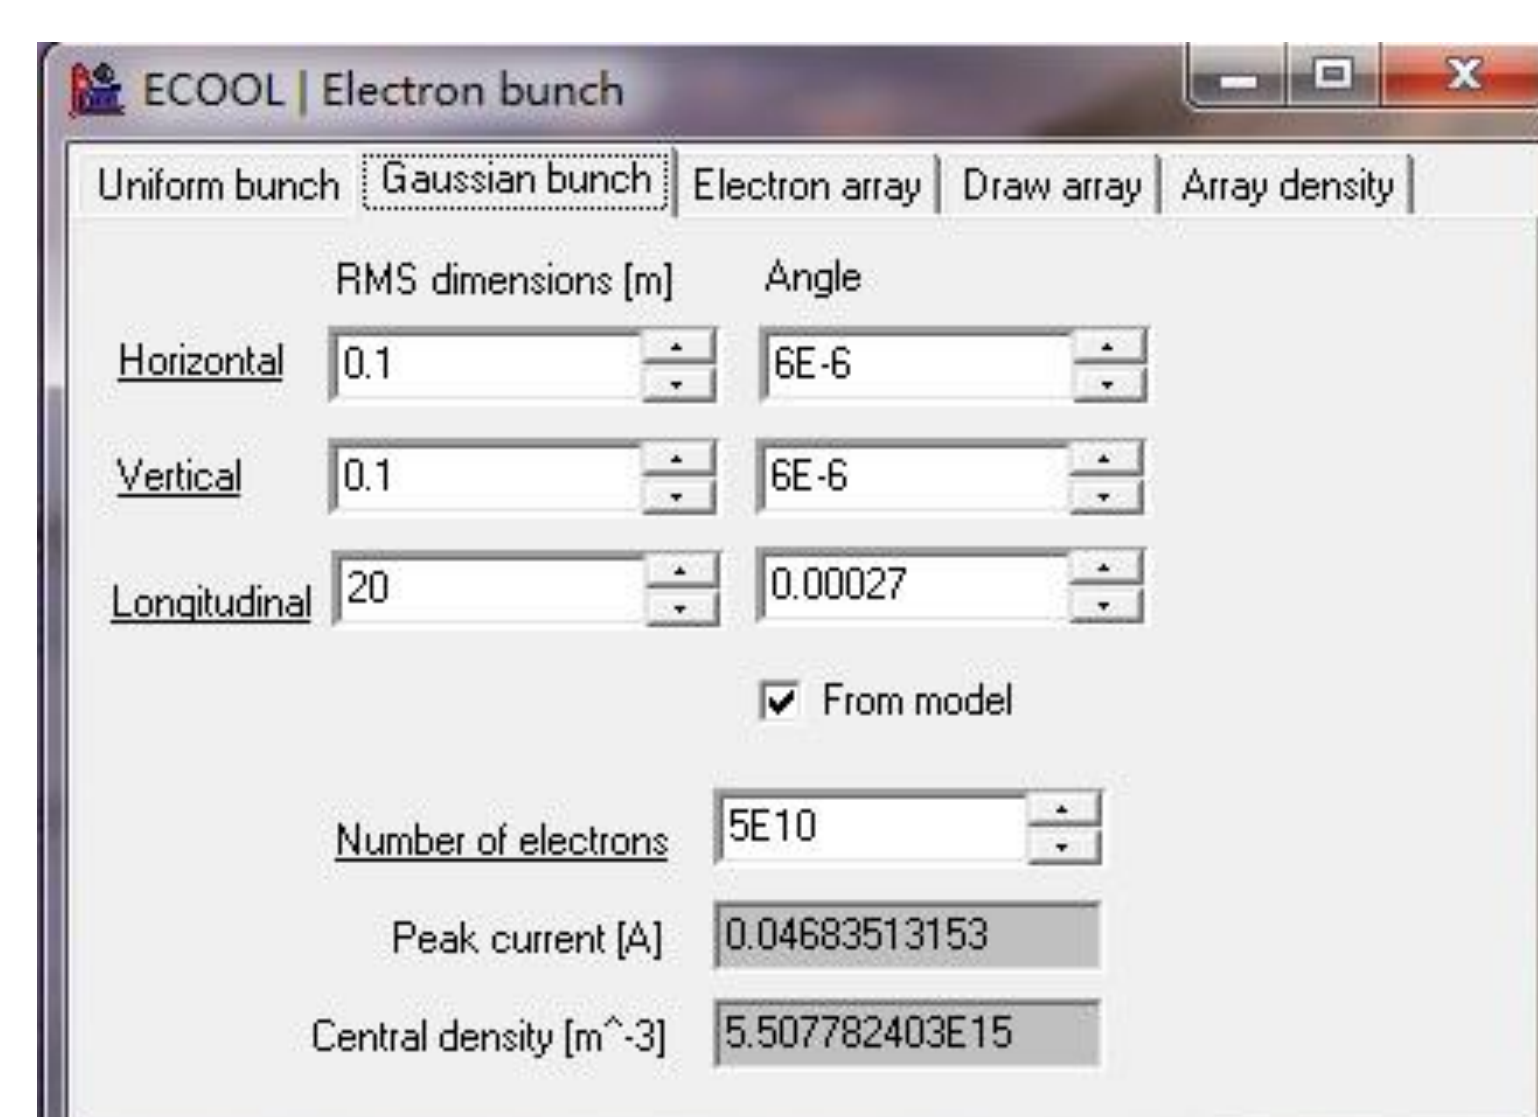 ECOOL | Electron bunch
Uniform bunch Gaussian bunch Electron array Draw array Array density
RMS dimensions [m] Angle
Horizontal 0.1 6E-6
Vertical 0.1 6E-6
Longitudinal 20 0.00027
From model
Number of electrons 5E10
Peak current [A] 0.04683513153
Central density [m^-3] 5.507782403E15